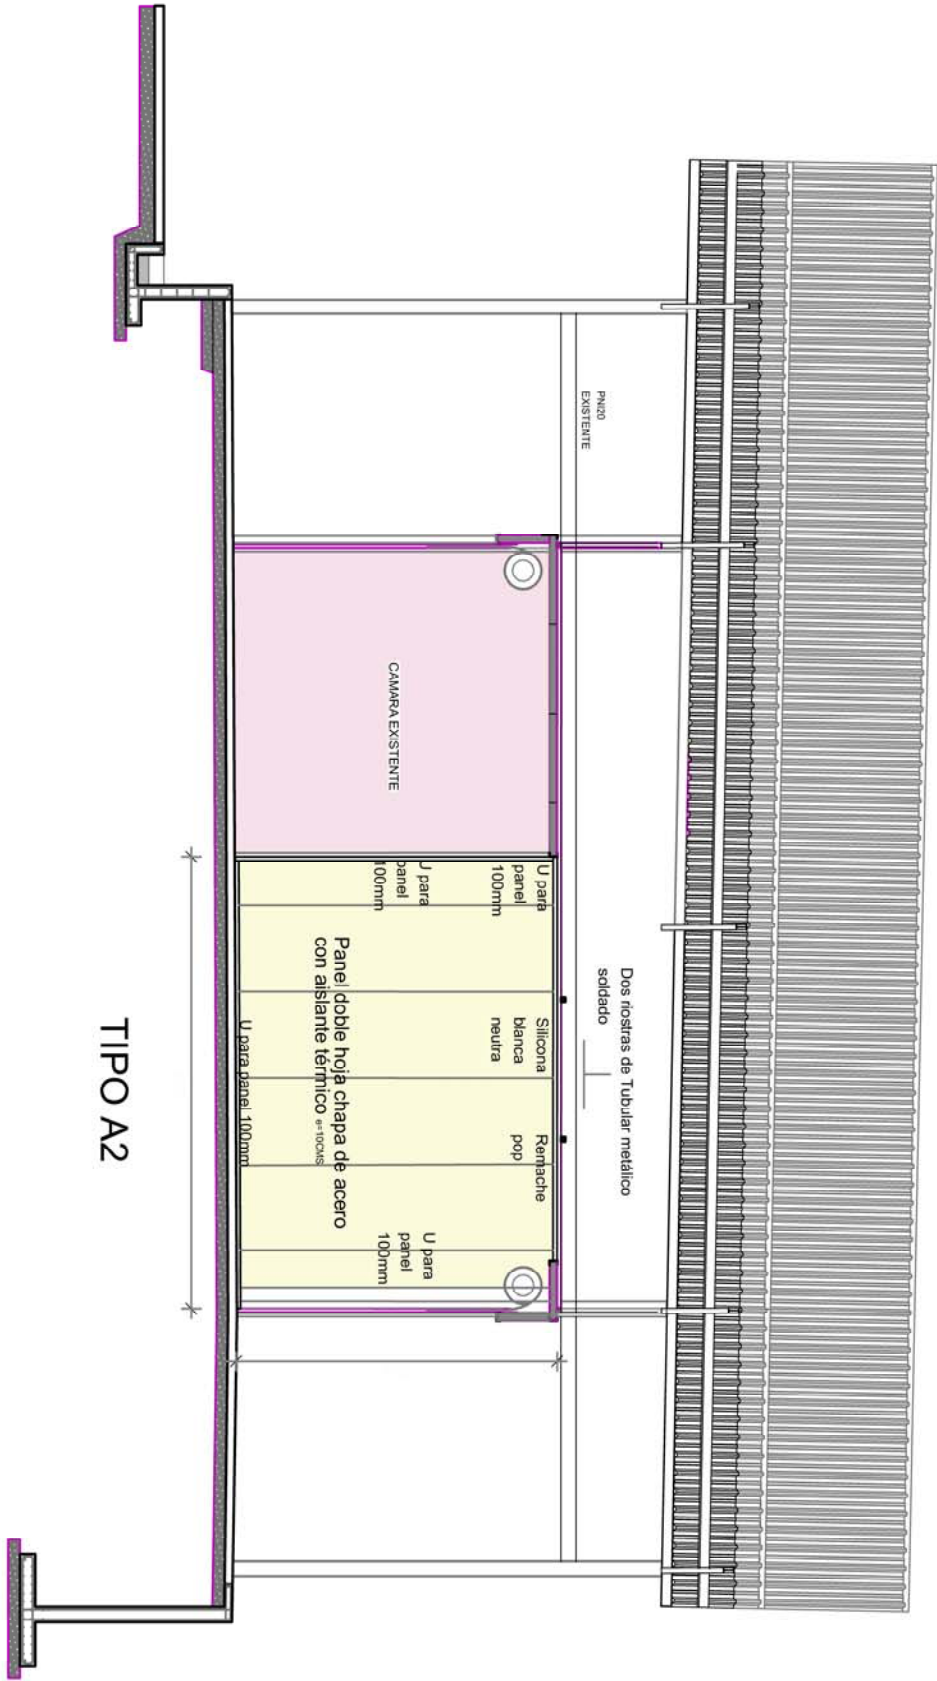 PNI20
EXISTENTE
Dos riostras de Tubular metálico
soldado
CAMARA EXISTENTE
U para
panel
100mm
U para
panel
100mm
Silicona
blanca
neutra
Remache
pop
U para
panel
100mm
Panel doble hoja chapa de acero
con aislante térmico e=10CMS
U para panel 100mm
TIPO A2